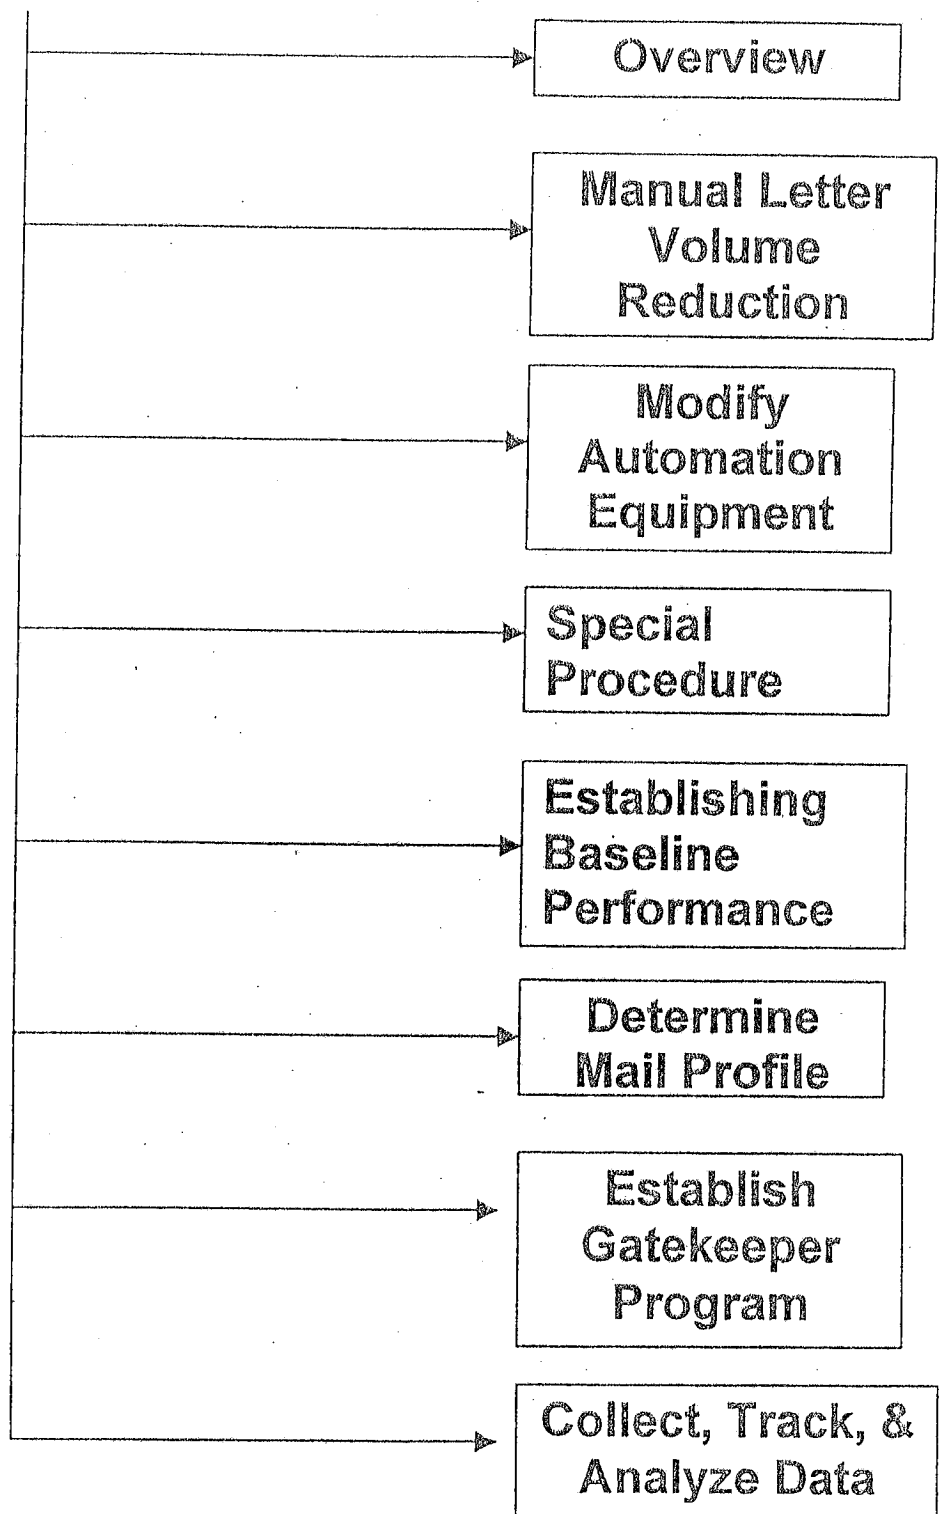 Overview
Manual Letter
Volume
Reduction
Modify
Automation
Equipment
Special
Procedure
Establishing
Baseline
Performance
Determine
Mail Profile
Establish
Gatekeeper
Program
Collect, Track, &
Analyze Data